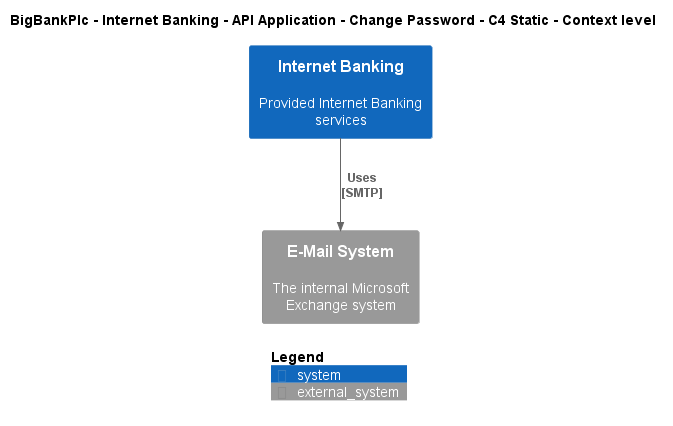 BigBankPlc - Internet Banking - API Application - Change Password - C4 Static - Context level
Internet Banking
Provided Internet Banking
services
Uses
[SMTP]
E-Mail System
The internal Microsoft
Exchange system
Legend
system
external_system